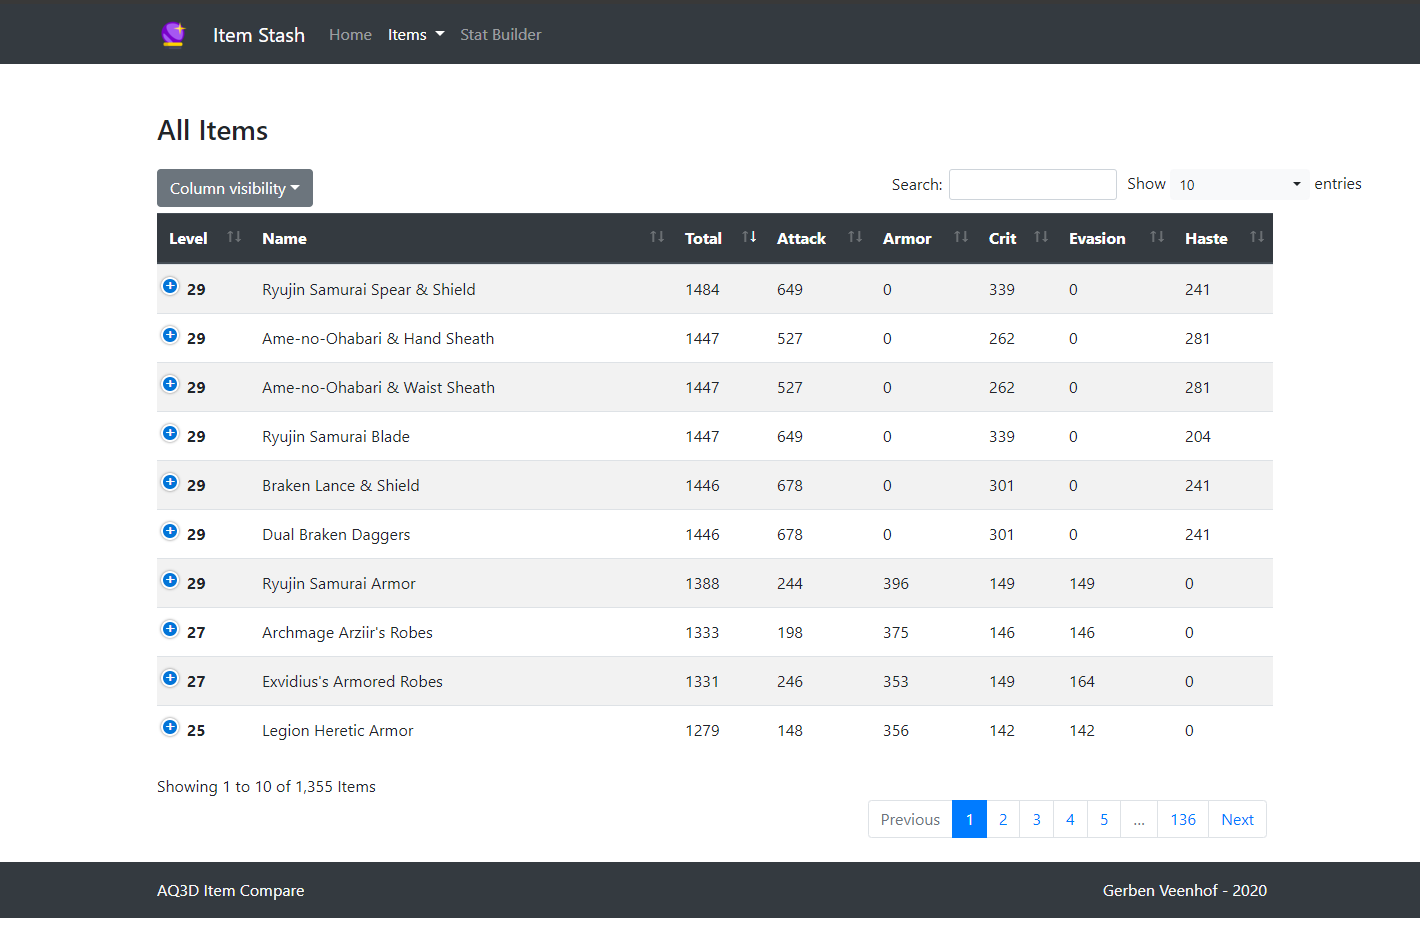 Item Stash Home Items Stat Builder
All Items
Column visibility Search: Show 10 entries
Level Name Total Attack Armor Crit Evasion Haste
29 Ryujin Samurai Spear & Shield 1484 649 0 339 0 241
29 Ame-no-Ohabari & Hand Sheath 1447 527 0 262 0 281
29 Ame-no-Ohabari & Waist Sheath 1447 527 0 262 0 281
29 Ryujin Samurai Blade 1447 649 0 339 0 204
29 Braken Lance & Shield 1446 678 0 301 0 241
29 Dual Braken Daggers 1446 678 0 301 0 241
29 Ryujin Samurai Armor 1388 244 396 149 149 0
27 Archmage Arziir's Robes 1333 198 375 146 146 0
27 Exvidius's Armored Robes 1331 246 353 149 164 0
25 Legion Heretic Armor 1279 148 356 142 142 0
Showing 1 to 10 of 1,355 Items
Previous 1 2 3 4 5 … 136 Next
AQ3D Item Compare Gerben Veenhof - 2020